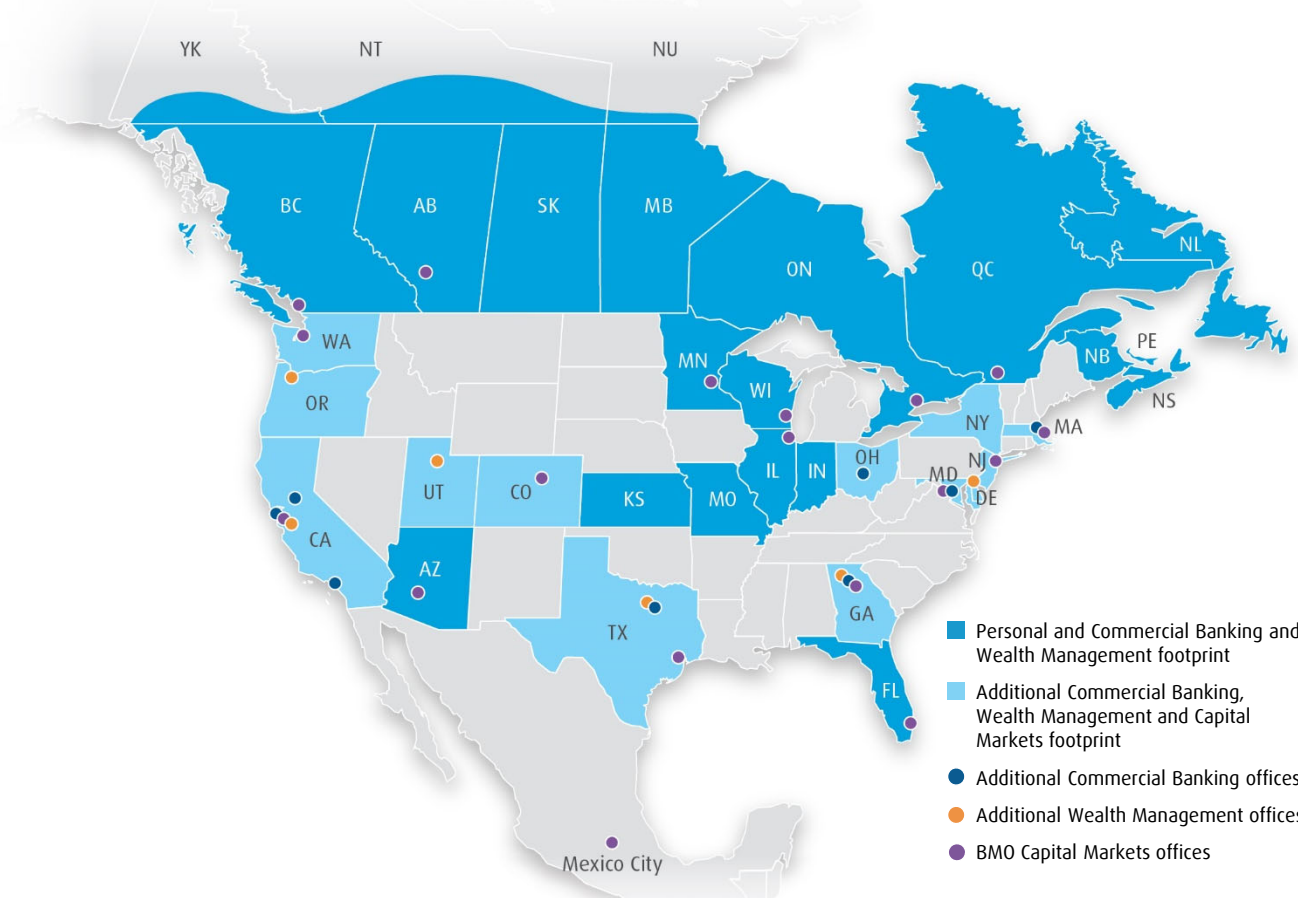 YK
NT
NU
BC
AB
SK
MB
ON
QC
NL
NB
PE
NS
WA
OR
MN
WI
NY
MA
UT
CO
KS
MO
IL
IN
OH
MD
NJ
DE
CA
AZ
TX
GA
FL
Mexico City
Personal and Commercial Banking and
Wealth Management footprint
Additional Commercial Banking,
Wealth Management and Capital
Markets footprint
Additional Commercial Banking offices
Additional Wealth Management offices
BMO Capital Markets offices